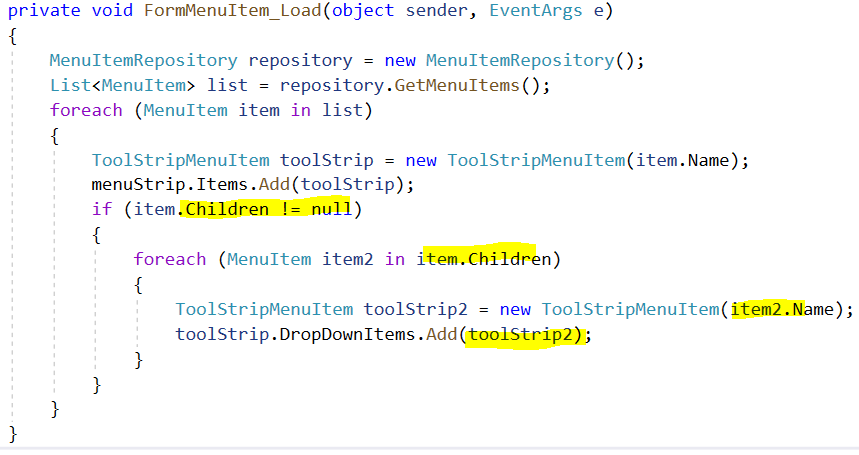 private void FormMenuItem_Load(object sender, EventArgs e)
{
MenuItemRepository repository = new MenuItemRepository();
List<MenuItem> list = repository.GetMenuItems();
foreach (MenuItem item in list)
{
ToolStripMenuItem toolStrip = new ToolStripMenuItem(item.Name);
menuStrip.Items.Add(toolStrip);
if (item.Children != null)
{
foreach (MenuItem item2 in item.Children)
{
ToolStripMenuItem toolStrip2 = new ToolStripMenuItem(item2.Name);
toolStrip.DropDownItems.Add(toolStrip2);
}
}
}
}